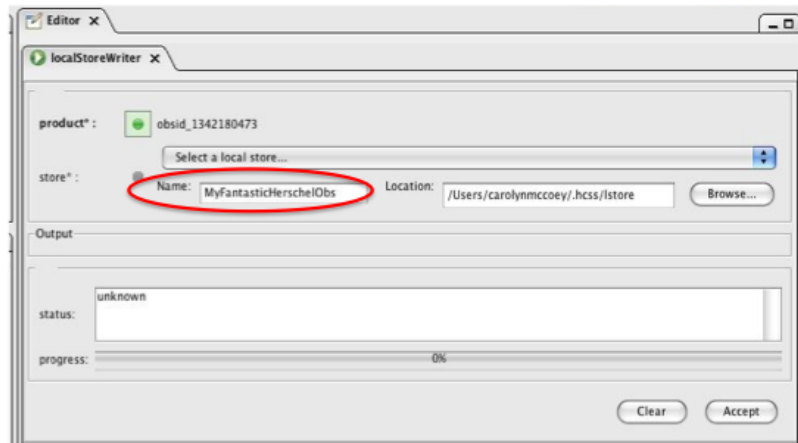 Editor
localStoreWriter
product* :
obsid_1342180473
Select a local store...
store* :
Name: MyFantasticHerschelObs Location: /Users/carolynmccoey/.hcss/lstore Browse...
Output
unknown
status:
progress: 0%
Clear Accept